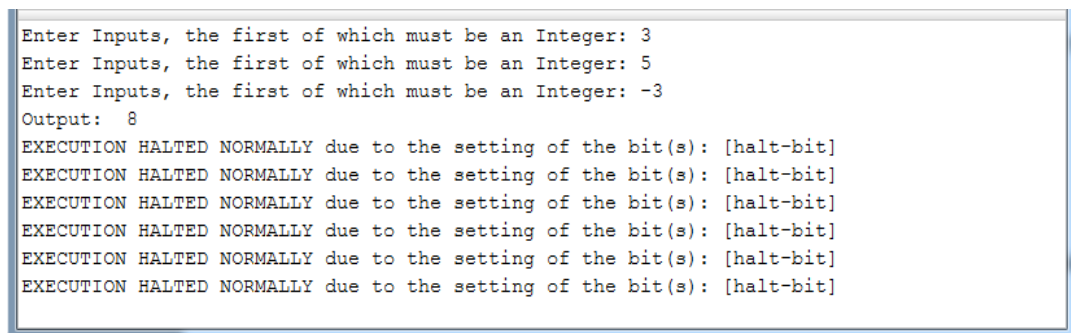 Enter Inputs, the first of which must be an Integer: 3
Enter Inputs, the first of which must be an Integer: 5
Enter Inputs, the first of which must be an Integer: -3
Output:  8
EXECUTION HALTED NORMALLY due to the setting of the bit(s): [halt-bit]
EXECUTION HALTED NORMALLY due to the setting of the bit(s): [halt-bit]
EXECUTION HALTED NORMALLY due to the setting of the bit(s): [halt-bit]
EXECUTION HALTED NORMALLY due to the setting of the bit(s): [halt-bit]
EXECUTION HALTED NORMALLY due to the setting of the bit(s): [halt-bit]
EXECUTION HALTED NORMALLY due to the setting of the bit(s): [halt-bit]